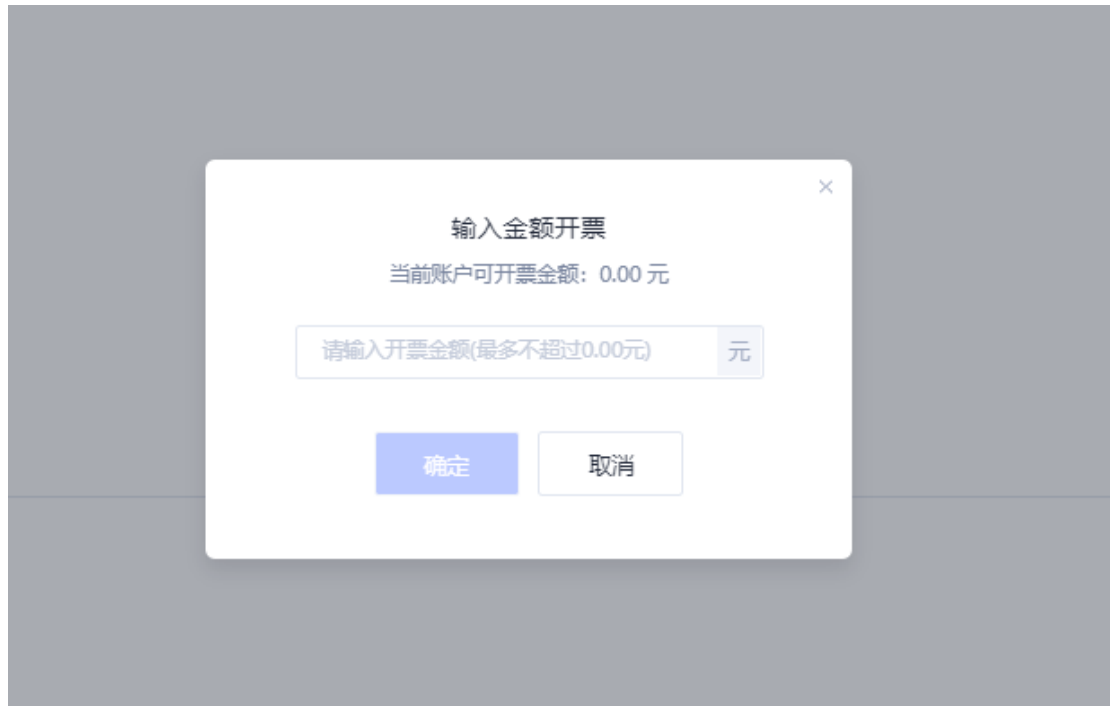 输入金额开票
当前账户可开票金额：0.00 元
请输入开票金额(最多不超过0.00元)
元
确定
取消